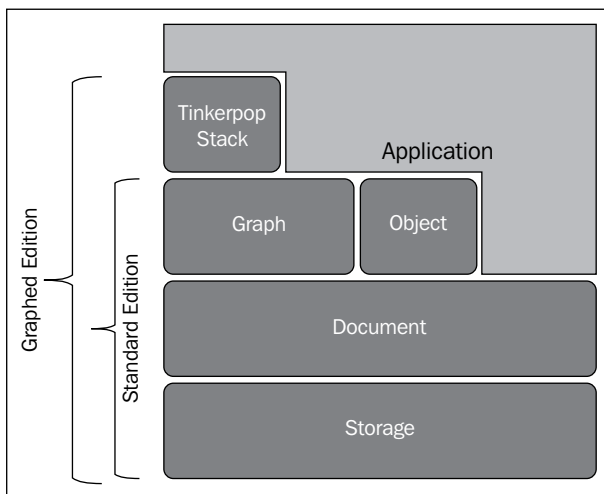 Tinkerpop
Stack
Application
Graph
Object
Document
Storage
Graphed Edition
Standard Edition